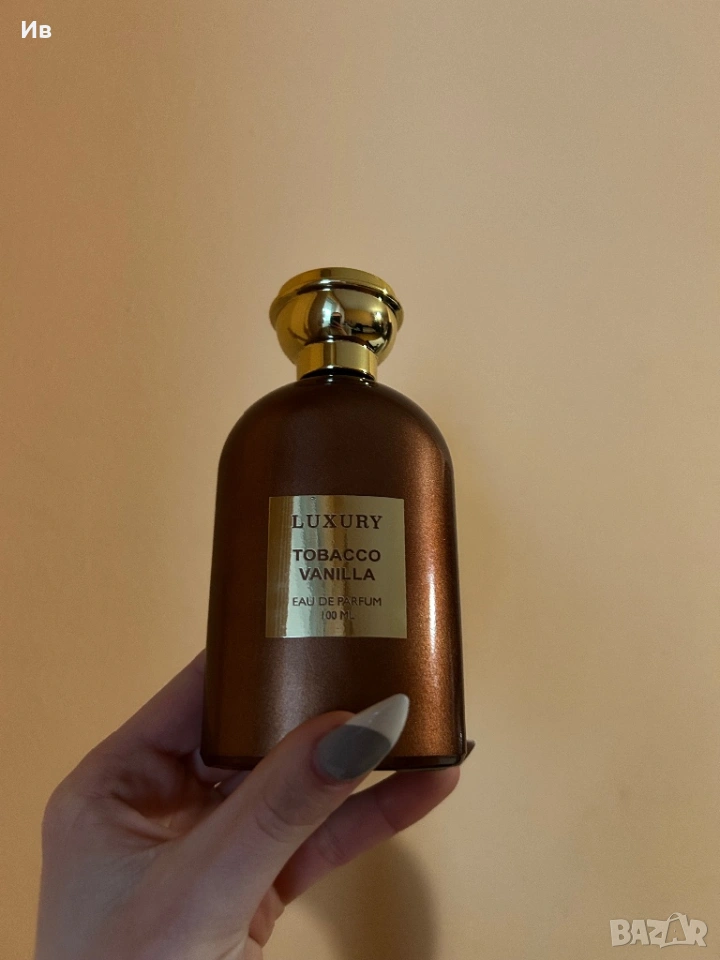 Ив
LUXURY
TOBACCO
VANILLA
EAU DE PARFUM
100 ML
BAZAR